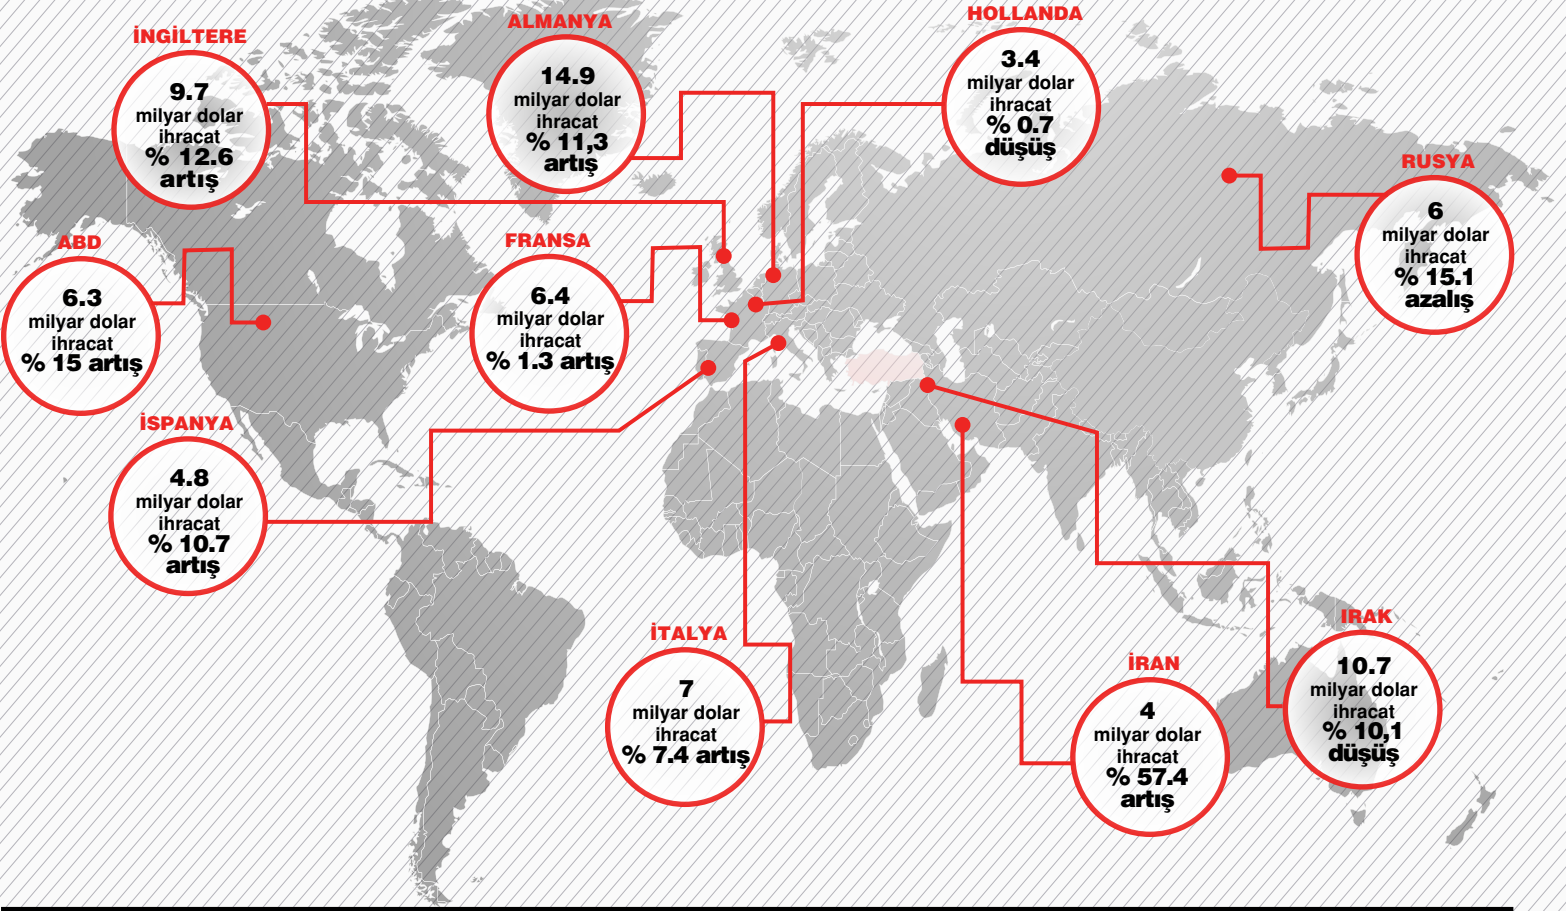 İNGİLTERE
9.7
milyar dolar
ihracat
% 12.6
artış
ALMANYA
14.9
milyar dolar
ihracat
% 11,3
artış
HOLLANDA
3.4
milyar dolar
ihracat
% 0.7
düşüş
RUSYA
6
milyar dolar
ihracat
% 15.1
azalış
ABD
6.3
milyar dolar
ihracat
% 15 artış
FRANSA
6.4
milyar dolar
ihracat
% 1.3 artış
İSPANYA
4.8
milyar dolar
ihracat
% 10.7
artış
İTALYA
7
milyar dolar
ihracat
% 7.4 artış
İRAN
4
milyar dolar
ihracat
% 57.4
artış
IRAK
10.7
milyar dolar
ihracat
% 10,1
düşüş